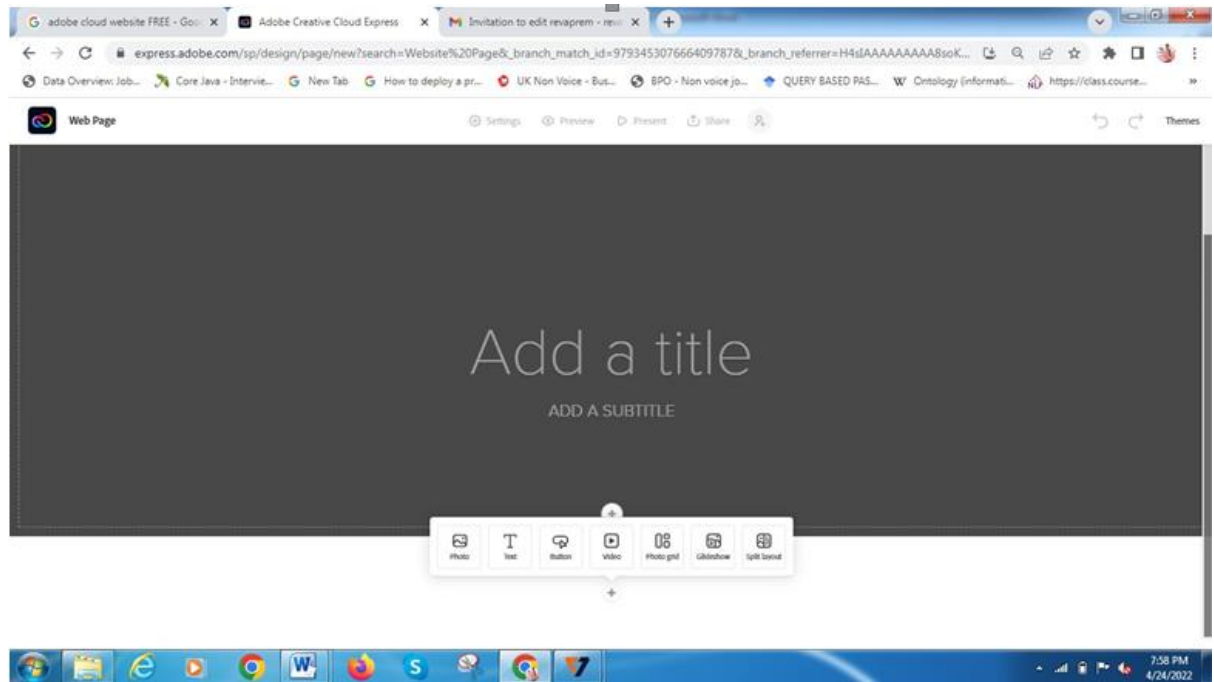 adobe cloud website FREE - Goo
Adobe Creative Cloud Express
Invitation to edit revaprem - rev
express.adobe.com/sp/design/page/new?search=Website%20Page&_branch_match_id=979345307666409787&_branch_referrer=H4sIAAAAAAAAA8soK...
Data Overview: Job...
Core Java - Intervie...
New Tab
How to deploy a pr...
UK Non Voice - Bus...
BPO - Non voice jo...
QUERY BASED PAS...
Ontology (informati...
https://class.course...
Web Page
Settings
Preview
Present
Share
Themes
Add a title
ADD A SUBTITLE
Photo
Text
Button
Video
Photo grid
Glideshow
Split layout
7:58 PM
4/24/2022